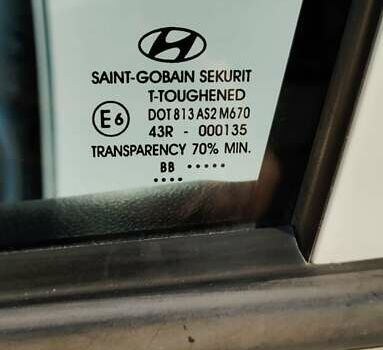 SAINT-GOBAIN SEKURIT
T-TOUGHENED
E6 DOT 813 AS2 M670
43R - 000135
TRANSPARENCY 70% MIN.
BB .....
....